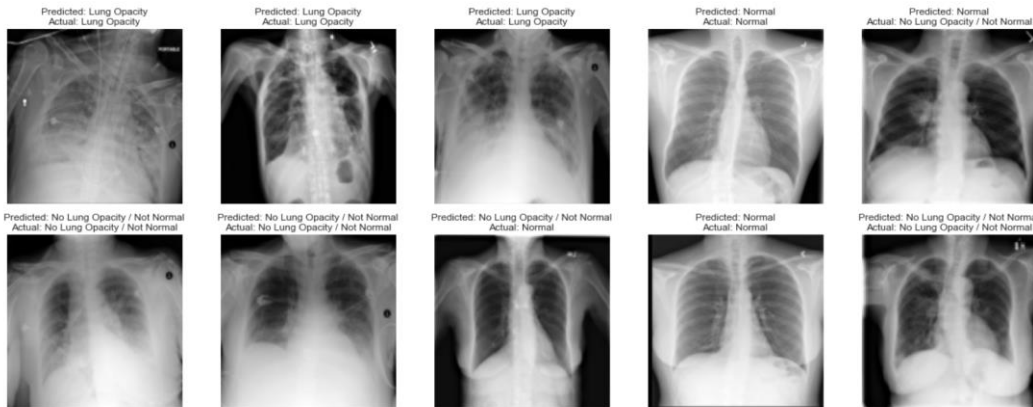 Predicted: Lung Opacity
Actual: Lung Opacity
Predicted: Lung Opacity
Actual: Lung Opacity
Predicted: Lung Opacity
Actual: Lung Opacity
Predicted: Normal
Actual: Normal
Predicted: Normal
Actual: No Lung Opacity / Not Normal
PORTABLE
Predicted: No Lung Opacity / Not Normal
Actual: No Lung Opacity / Not Normal
Predicted: No Lung Opacity / Not Normal
Actual: No Lung Opacity / Not Normal
Predicted: No Lung Opacity / Not Normal
Actual: Normal
Predicted: Normal
Actual: Normal
Predicted: No Lung Opacity / Not Normal
Actual: No Lung Opacity / Not Normal